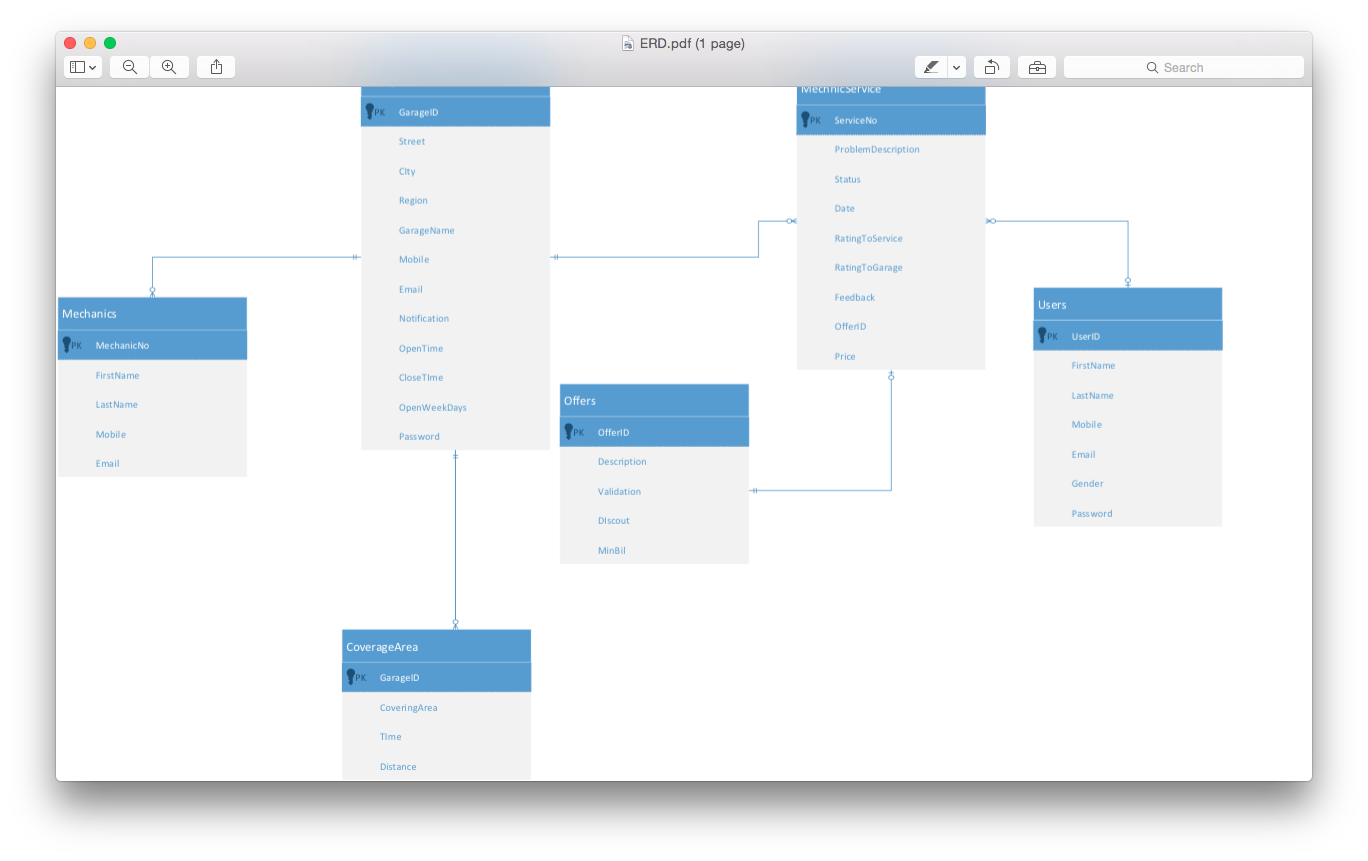 ERD.pdf (1 page)
Search
PK GarageID
Street
CIty
Region
GarageName
Mobile
Email
Notification
OpenTime
CloseTIme
OpenWeekDays
Password
MechnicService
PK ServiceNo
ProblemDescription
Status
Date
RatingToService
RatingToGarage
Feedback
OfferID
Price
Mechanics
PK MechanicNo
FirstName
LastName
Mobile
Email
Users
PK UserID
FirstName
LastName
Mobile
Email
Gender
Password
Offers
PK OfferID
Description
Validation
DIscout
MinBil
CoverageArea
PK GarageID
CoveringArea
TIme
Distance